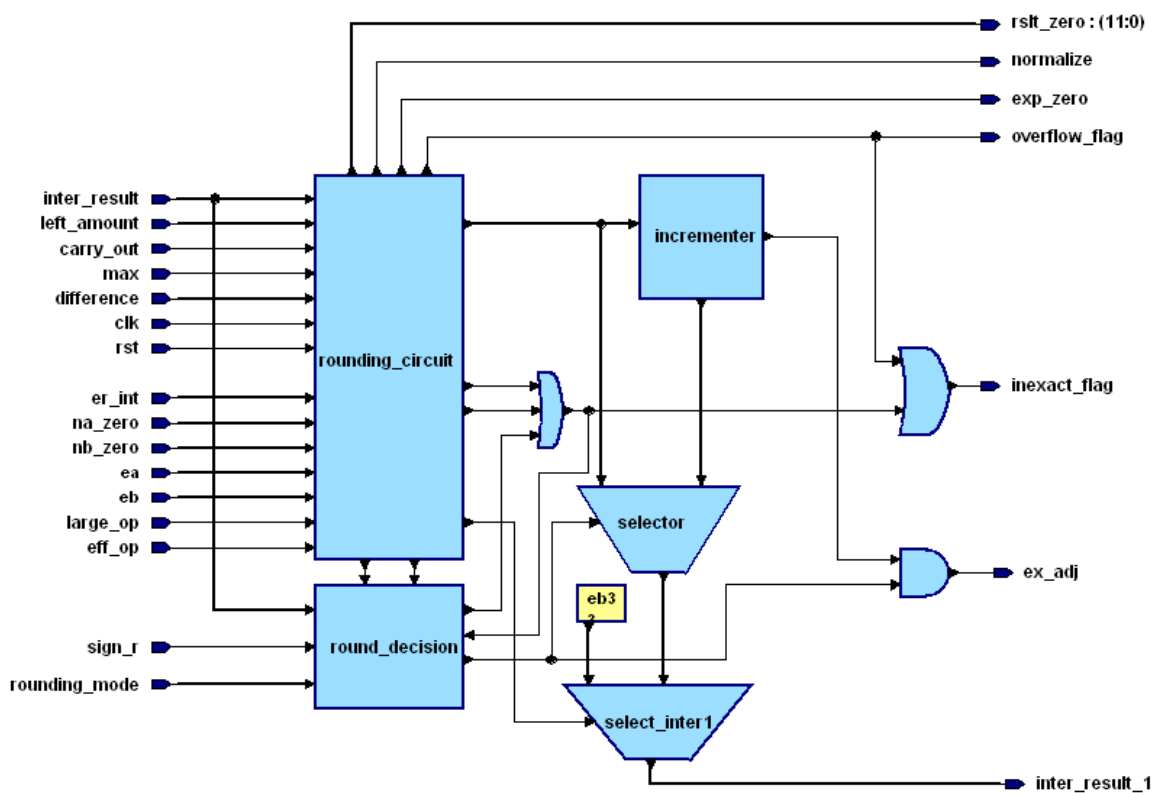 rslt_zero : (11:0)
normalize
exp_zero
overflow_flag
inter_result
left_amount
carry_out
max
difference
clk
rst
er_int
na_zero
nb_zero
ea
eb
large_op
eff_op
sign_r
rounding_mode
rounding_circuit
incrementer
inexact_flag
selector
ex_adj
eb3
round_decision
select_inter1
inter_result_1